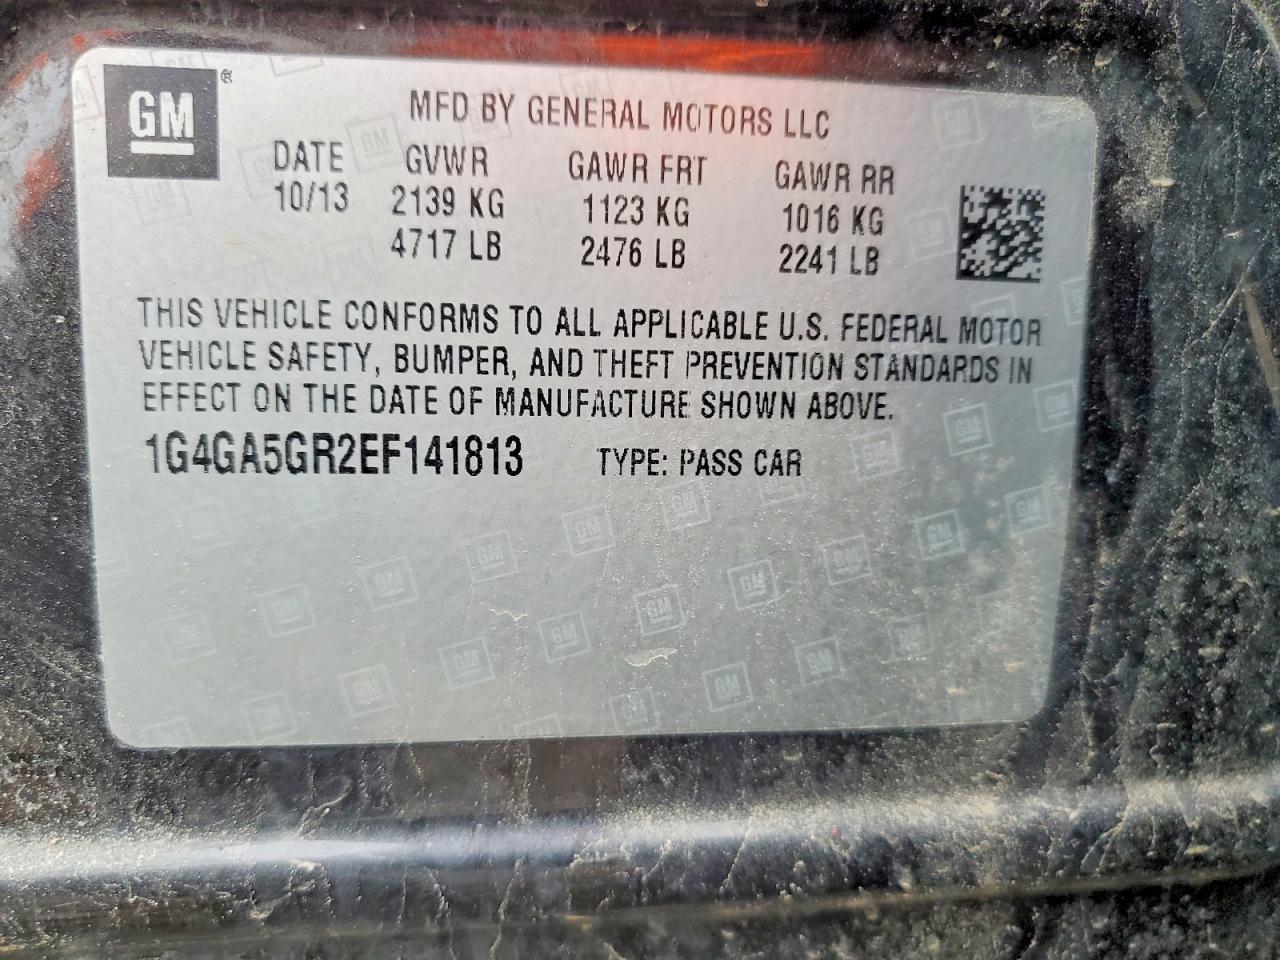 GM ®
MFD BY GENERAL MOTORS LLC
DATE GVWR GAWR FRT GAWR RR
10/13 2139 KG 1123 KG 1016 KG
4717 LB 2476 LB 2241 LB
THIS VEHICLE CONFORMS TO ALL APPLICABLE U.S. FEDERAL MOTOR
VEHICLE SAFETY, BUMPER, AND THEFT PREVENTION STANDARDS IN
EFFECT ON THE DATE OF MANUFACTURE SHOWN ABOVE.
1G4GA5GR2EF141813 TYPE: PASS CAR